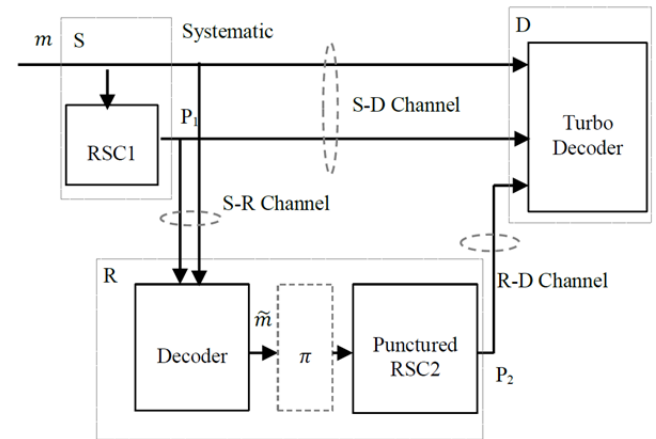 m
S
Systematic
D
P1
S-D Channel
RSC1
Turbo
Decoder
S-R Channel
R
R-D Channel
m̃
Decoder
π
Punctured
RSC2
P2